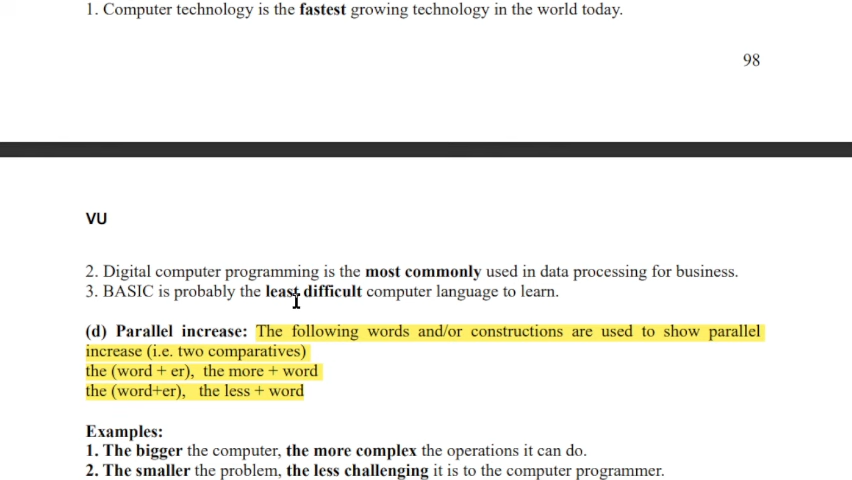 1. Computer technology is the fastest growing technology in the world today.
98
VU
2. Digital computer programming is the most commonly used in data processing for business.
3. BASIC is probably the least difficult computer language to learn.
(d) Parallel increase: The following words and/or constructions are used to show parallel
increase (i.e. two comparatives)
the (word + er), the more + word
the (word+er), the less + word
Examples:
1. The bigger the computer, the more complex the operations it can do.
2. The smaller the problem, the less challenging it is to the computer programmer.